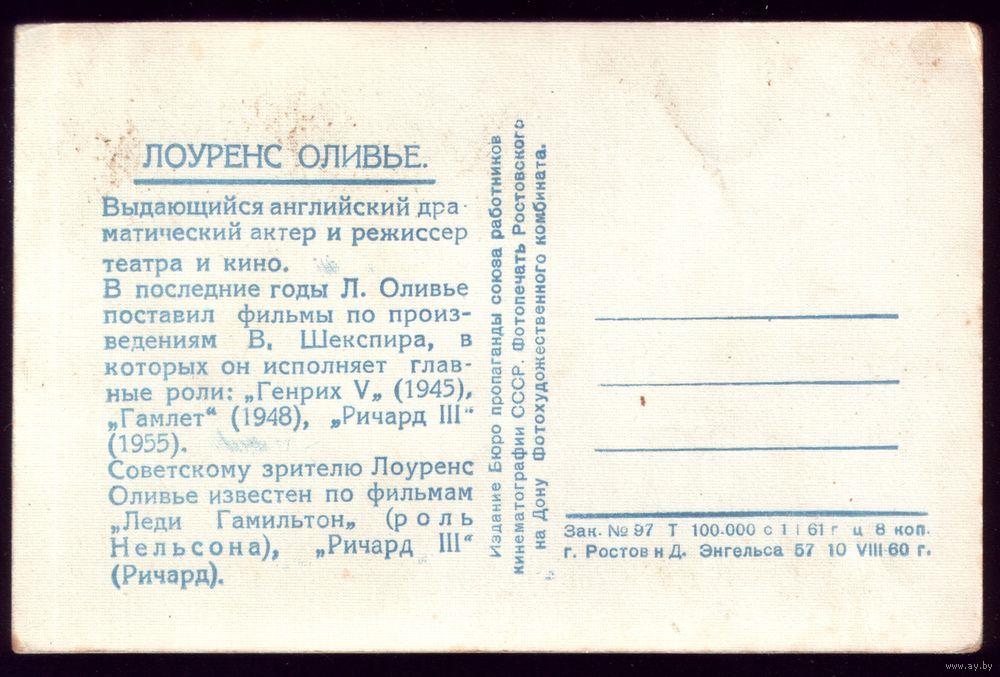 ЛОУРЕНС ОЛИВЬЕ.
Выдающийся английский дра-
матический актер и режиссер
театра и кино.
В последние годы Л. Оливье
поставил фильмы по произ-
ведениям В. Шекспира, в
которых он исполняет глав-
ные роли: „Генрих V„ (1945),
„Гамлет“ (1948), „Ричард III“
(1955).
Советскому зрителю Лоуренс
Оливье известен по фильмам
„Леди Гамильтон„ (роль
Нельсона), „Ричард III“
(Ричард).
Издание Бюро пропаганды союза работников
кинематографии СССР. Фотопечать Ростовского
на Дону Фотохудожественного комбината.
Зак. № 97 Т 100.000 с 1 I 61 г ц 8 коп.
г. Ростов н Д. Энгельса 57 10 VIII-60 г.
www.ay.by